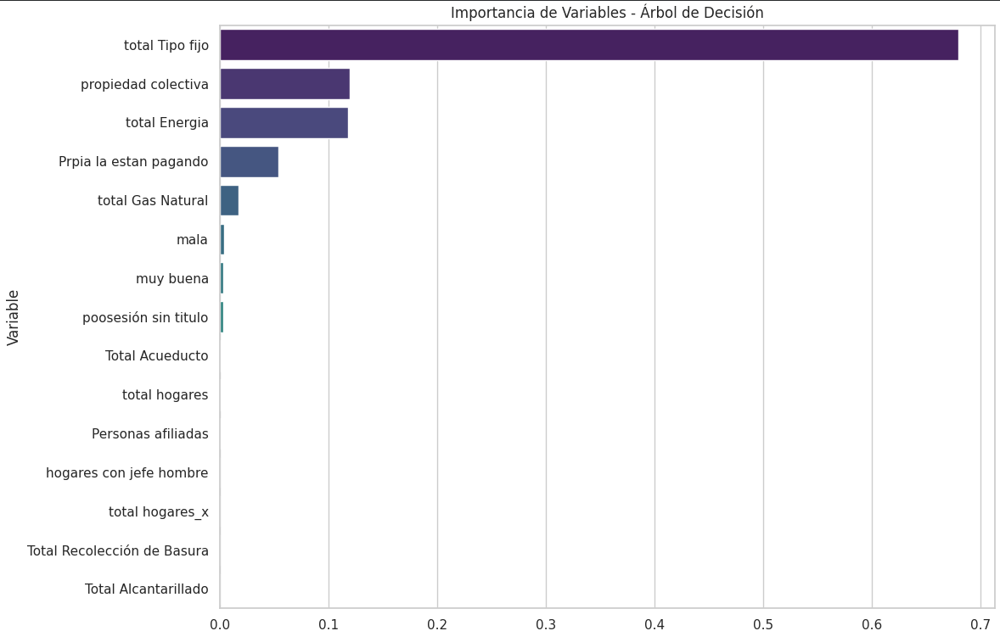 Importancia de Variables - Árbol de Decisión
total Tipo fijo
propiedad colectiva
total Energia
Prpia la estan pagando
total Gas Natural
mala
muy buena
poosesión sin titulo
Total Acueducto
total hogares
Personas afiliadas
hogares con jefe hombre
total hogares_x
Total Recolección de Basura
Total Alcantarillado
Variable
0.0 0.1 0.2 0.3 0.4 0.5 0.6 0.7